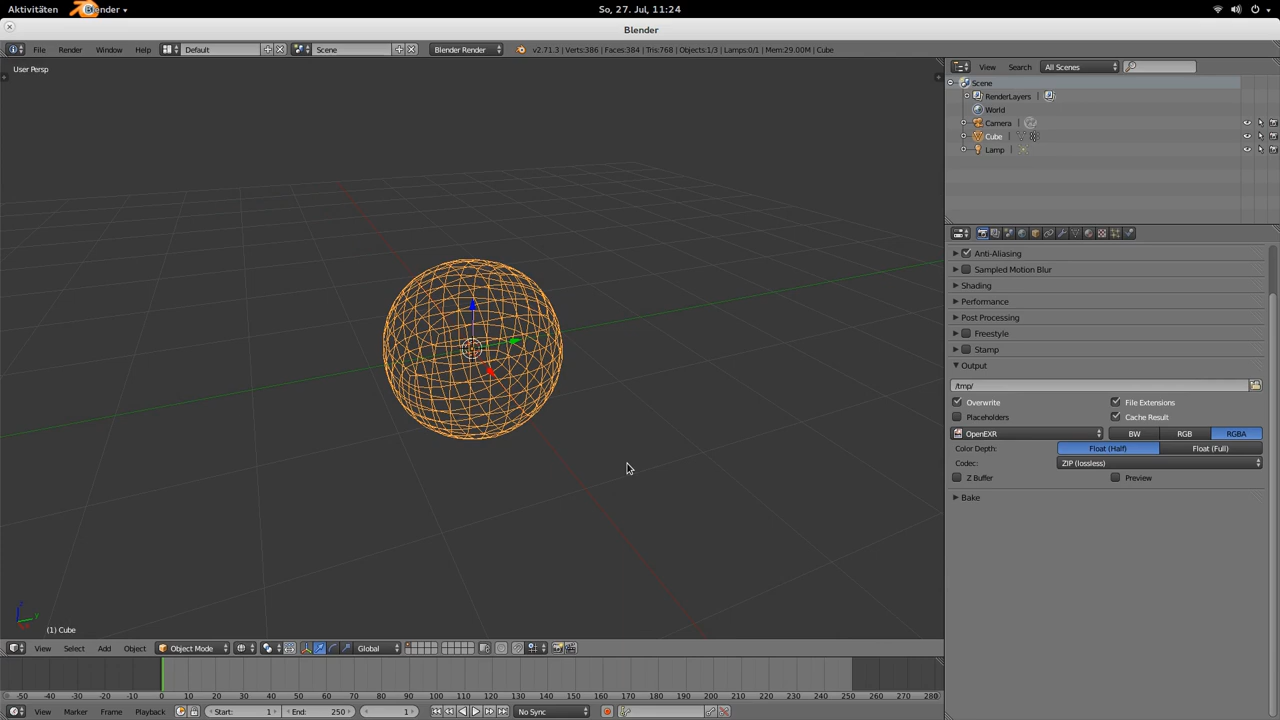 Aktivitäten Blender So, 27. Jul, 11:24
Blender
File Render Window Help Default Scene Blender Render v2.71.3 | Verts:386 | Faces:384 | Tris:768 | Objects:1/3 | Lamps:0/1 | Mem:29.00M | Cube
User Persp
View Search All Scenes
Scene
RenderLayers
World
Camera
Cube
Lamp
Anti-Aliasing
Sampled Motion Blur
Shading
Performance
Post Processing
Freestyle
Stamp
Output
/tmp/
Overwrite File Extensions
Placeholders Cache Result
OpenEXR BW RGB RGBA
Color Depth: Float (Half) Float (Full)
Codec: ZIP (lossless)
Z Buffer Preview
Bake
z
y
(1) Cube
View Select Add Object Object Mode Global
-50 -40 -30 -20 -10 0 10 20 30 40 50 60 70 80 90 100 110 120 130 140 150 160 170 180 190 200 210 220 230 240 250 260 270 280
View Marker Frame Playback Start: 1 End: 250 1 No Sync